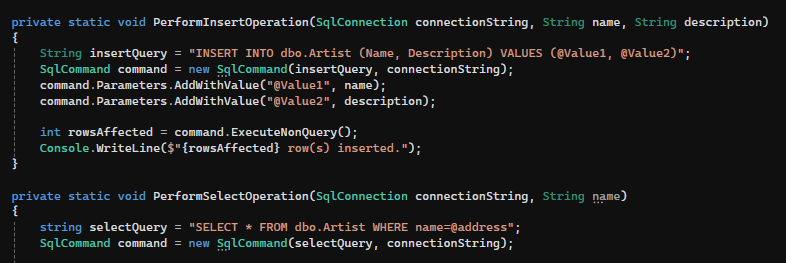 private static void PerformInsertOperation(SqlConnection connectionString, String name, String description)
{
    String insertQuery = "INSERT INTO dbo.Artist (Name, Description) VALUES (@Value1, @Value2)";
    SqlCommand command = new SqlCommand(insertQuery, connectionString);
    command.Parameters.AddWithValue("@Value1", name);
    command.Parameters.AddWithValue("@Value2", description);

    int rowsAffected = command.ExecuteNonQuery();
    Console.WriteLine($"{rowsAffected} row(s) inserted.");
}

private static void PerformSelectOperation(SqlConnection connectionString, String name)
{
    string selectQuery = "SELECT * FROM dbo.Artist WHERE name=@address";
    SqlCommand command = new SqlCommand(selectQuery, connectionString);